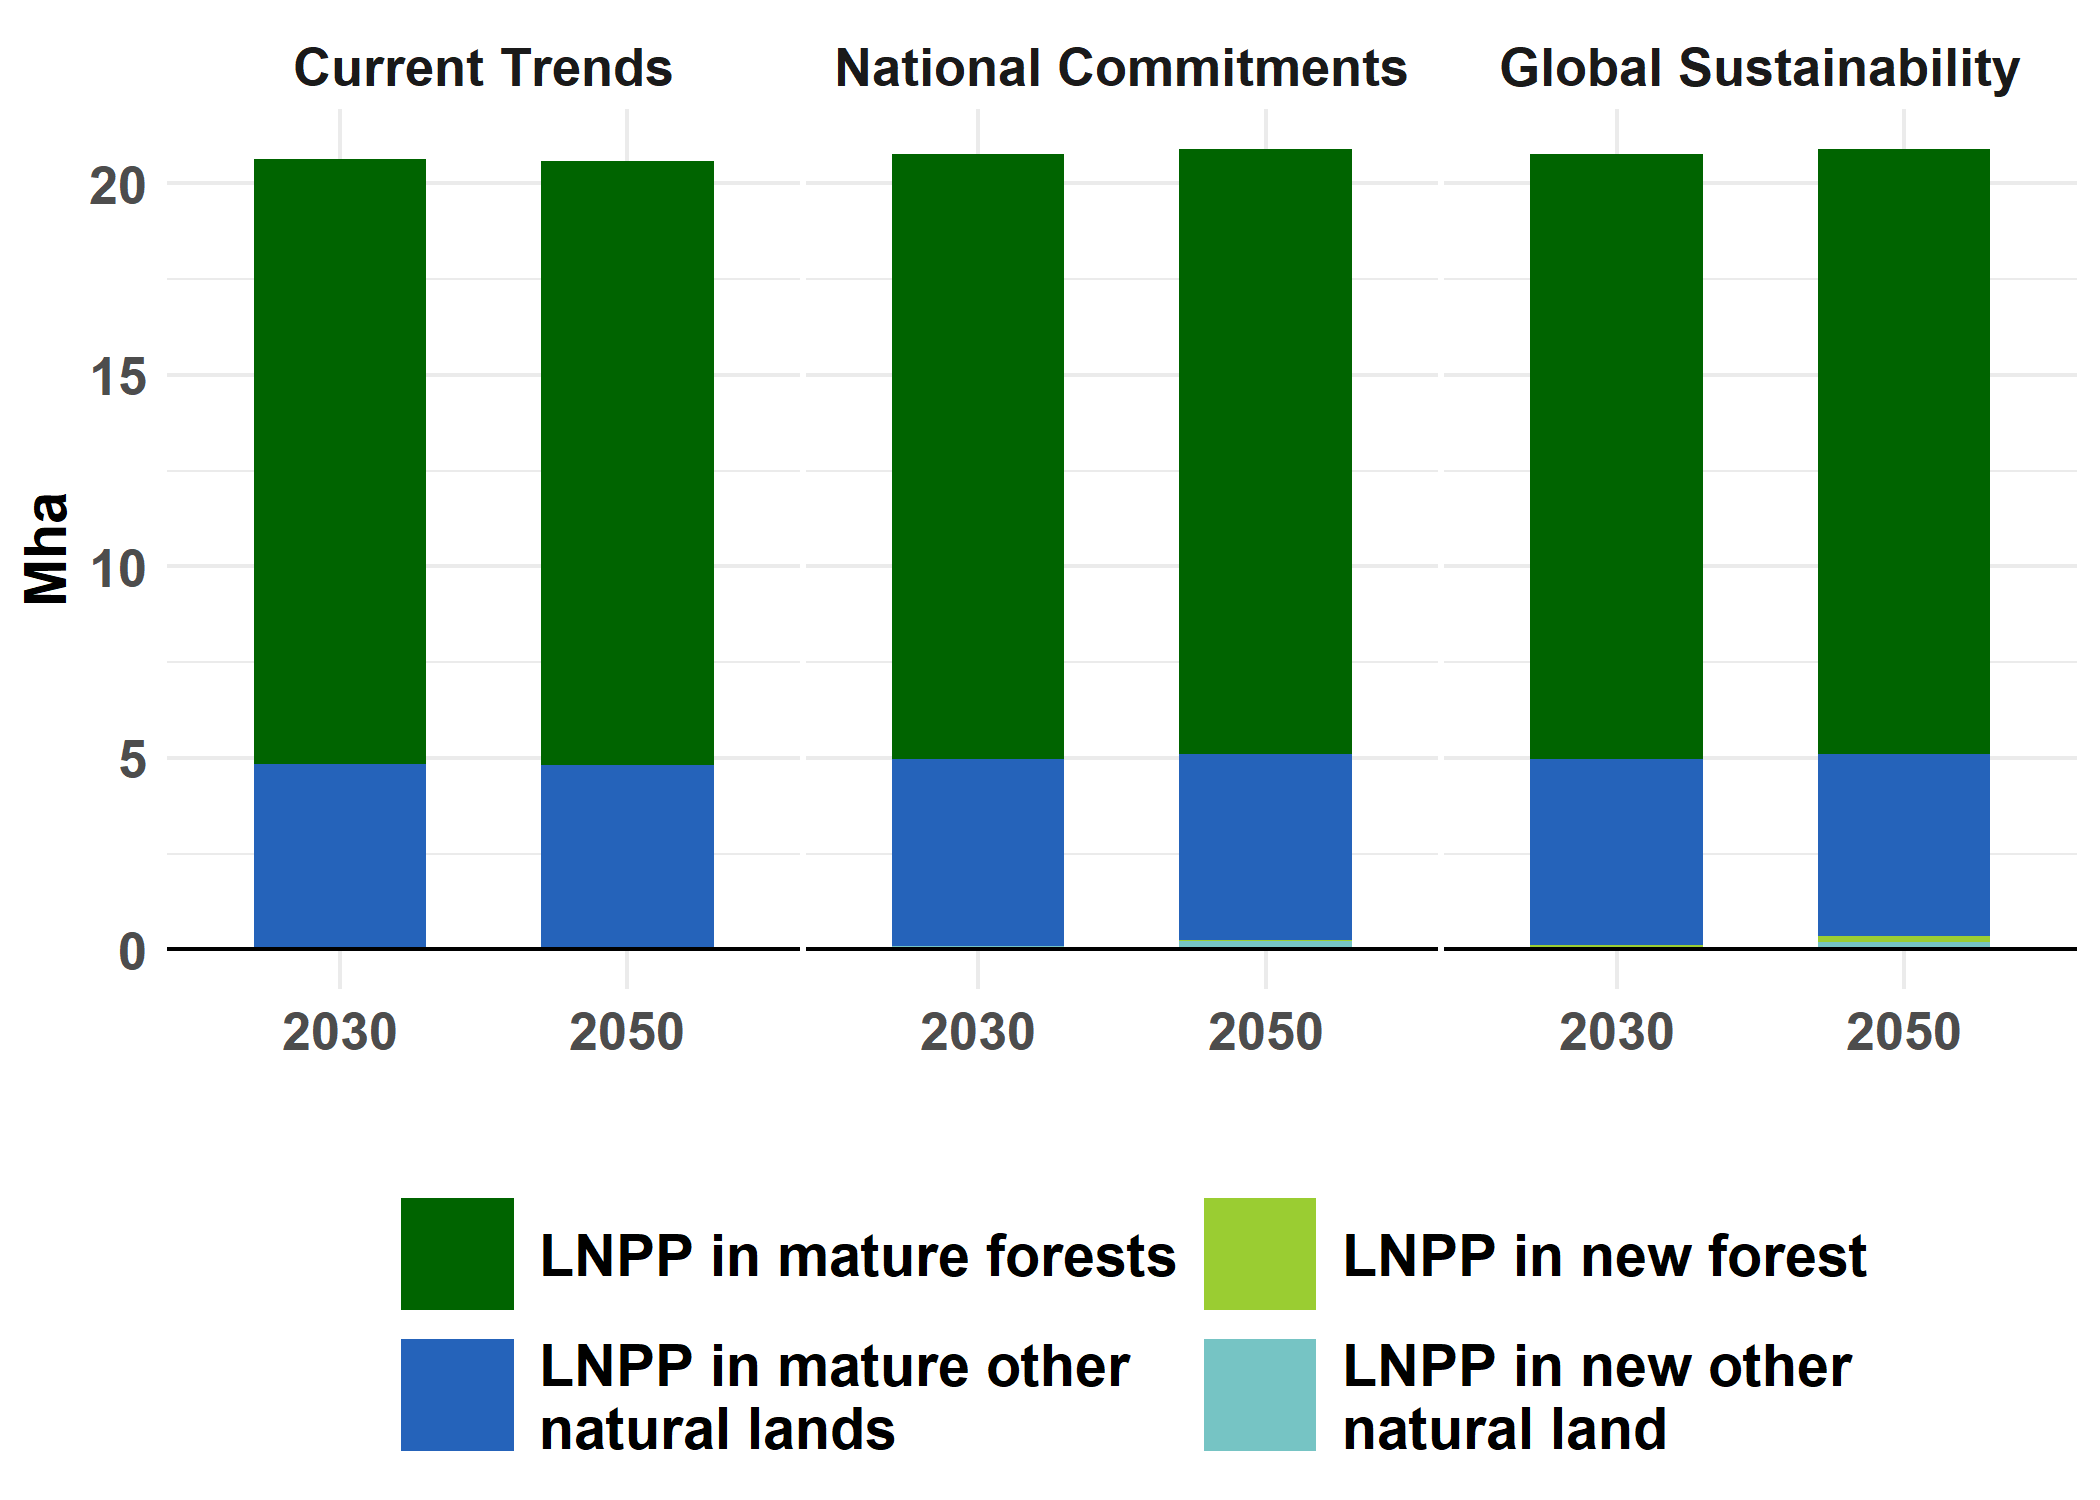 Current Trends
National Commitments
Global Sustainability
20
15
10
5
0
Mha
2030
2050
2030
2050
2030
2050
LNPP in mature forests
LNPP in new forest
LNPP in mature other
natural lands
LNPP in new other
natural land